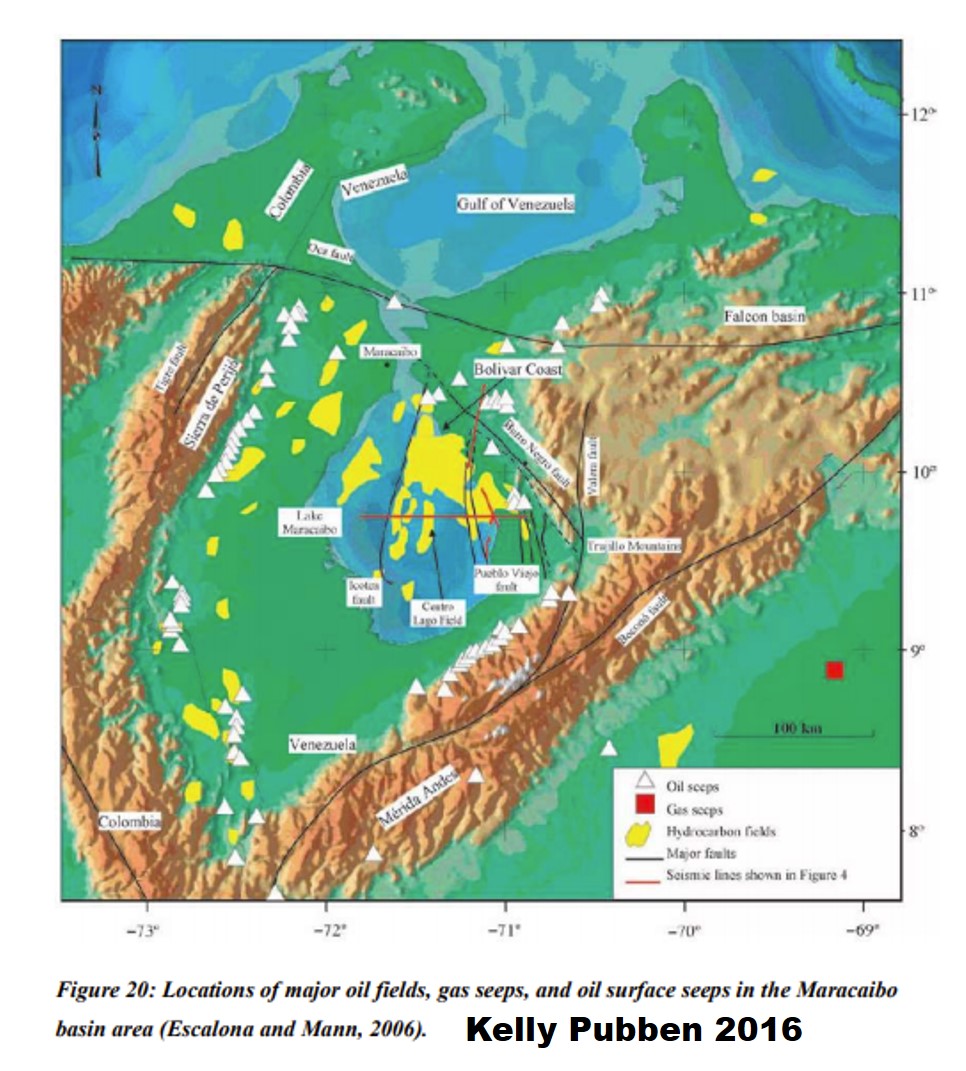 N
12°
Colombia
Venezuela
Gulf of Venezuela
Oca fault
11°
Falcon basin
Maracaibo
Tigre fault
Bolivar Coast
Sierra de Perijá
Burro Negro fault
Valera fault
10°
Lake
Maracaibo
Trujillo Mountains
Pueblo Viejo
fault
Icotea
fault
Centro
Lago Field
Boconó fault
9°
100 km
Venezuela
Mérida Andes
Colombia
8°
Oil seeps
Gas seeps
Hydrocarbon fields
Major faults
Seismic lines shown in Figure 4
−73° −72° −71° −70° −69°
Figure 20: Locations of major oil fields, gas seeps, and oil surface seeps in the Maracaibo
basin area (Escalona and Mann, 2006). Kelly Pubben 2016